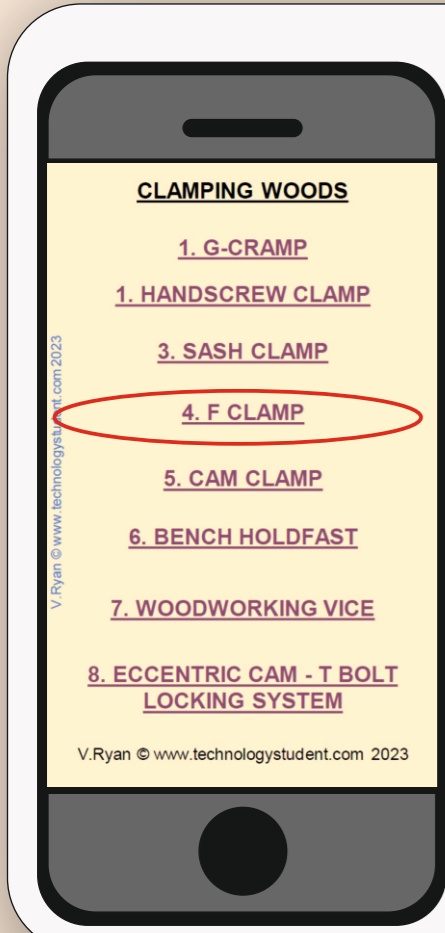 CLAMPING WOODS
1. G-CRAMP
1. HANDSCREW CLAMP
3. SASH CLAMP
4. F CLAMP
5. CAM CLAMP
6. BENCH HOLDFAST
7. WOODWORKING VICE
8. ECCENTRIC CAM - T BOLT
LOCKING SYSTEM
V.Ryan © www.technologystudent.com 2023
V.Ryan © www.technologystudent.com 2023